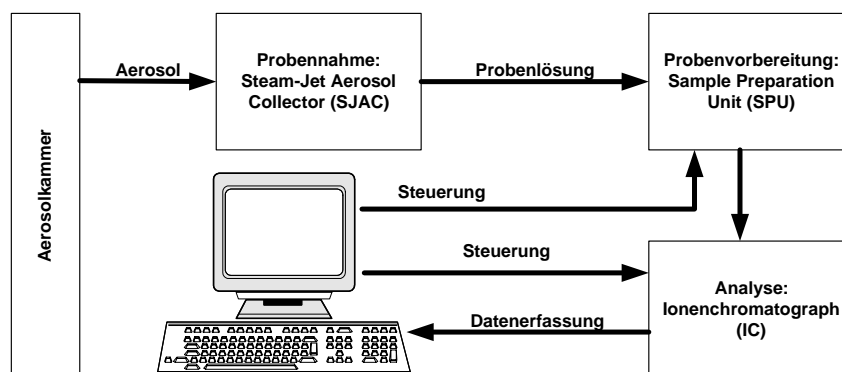 Aerosolkammer
Aerosol
Probennahme:
Steam-Jet Aerosol
Collector (SJAC)
Probenlösung
Probenvorbereitung:
Sample Preparation
Unit (SPU)
Steuerung
Steuerung
Datenerfassung
Analyse:
Ionenchromatograph
(IC)